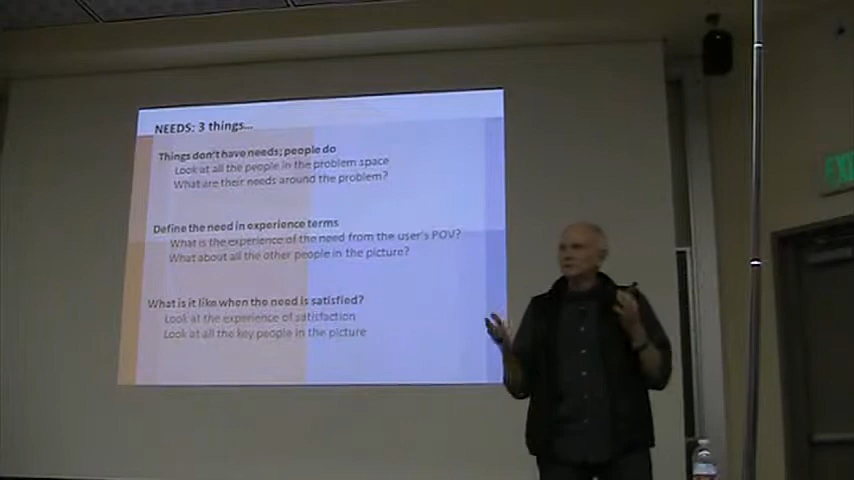 NEEDS: 3 things...
Things don't have needs; people do
Look at all the people in the problem space
What are their needs around the problem?
Define the need in experience terms
What is the experience of the need from the user's POV?
What about all the other people in the picture?
What is it like when the need is satisfied?
Look at the experience of satisfaction
Look at all the key people in the picture